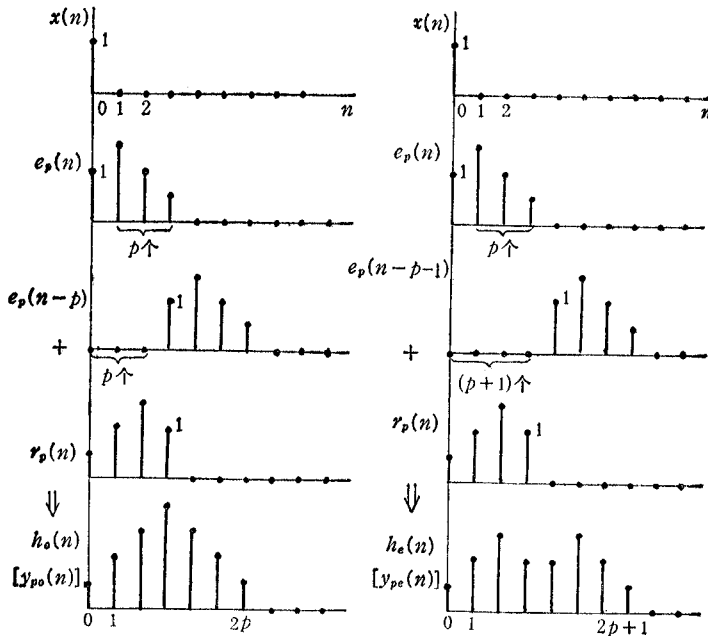 x(n)
1
0 1 2 n
e_p(n)
1
p个
e_p(n-p)
1
+
p个
r_p(n)
1
⇓
h_o(n)
[y_po(n)]
0 1 2p
x(n)
1
0 1 2 n
e_p(n)
1
p个
e_p(n-p-1)
1
+
(p+1)个
r_p(n)
1
⇓
h_e(n)
[y_pe(n)]
0 1 2p+1